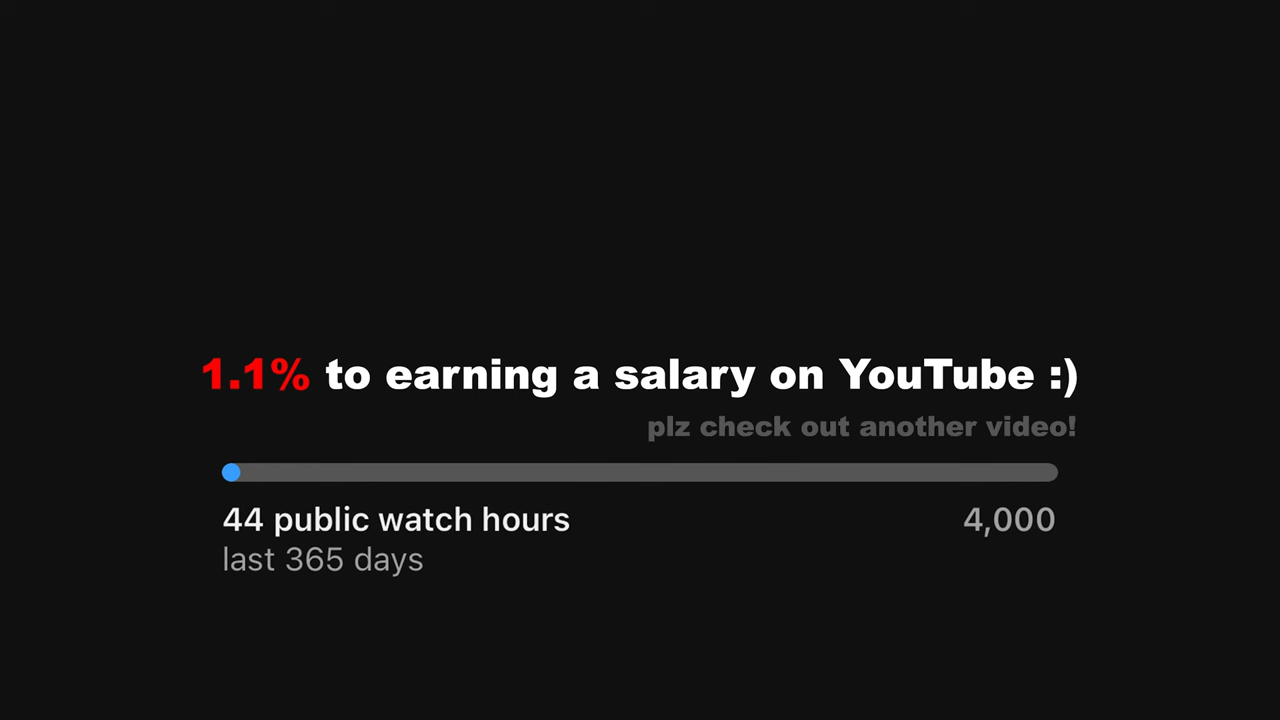 1.1% to earning a salary on YouTube :)
plz check out another video!
44 public watch hours 4,000
last 365 days